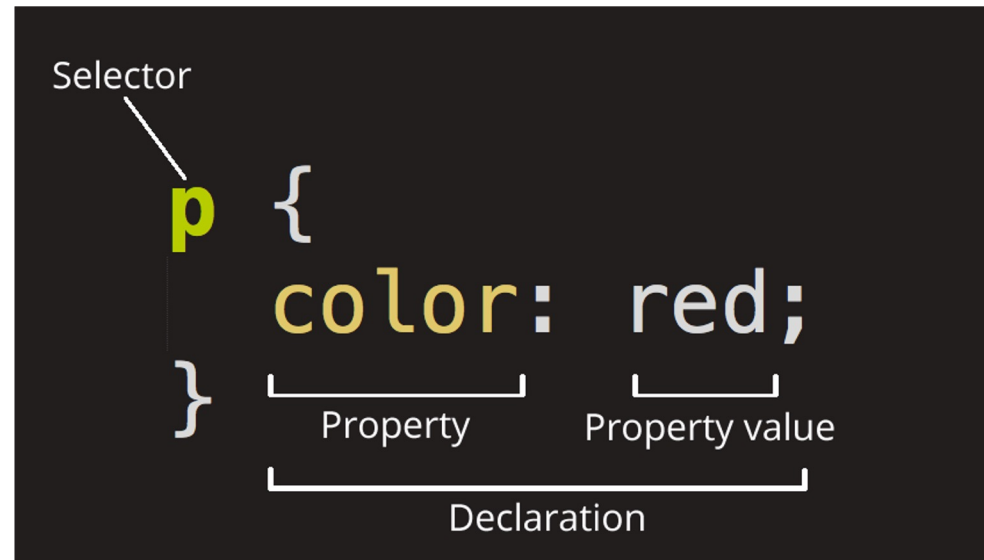 Selector
p {
color: red;
}
Property Property value
Declaration